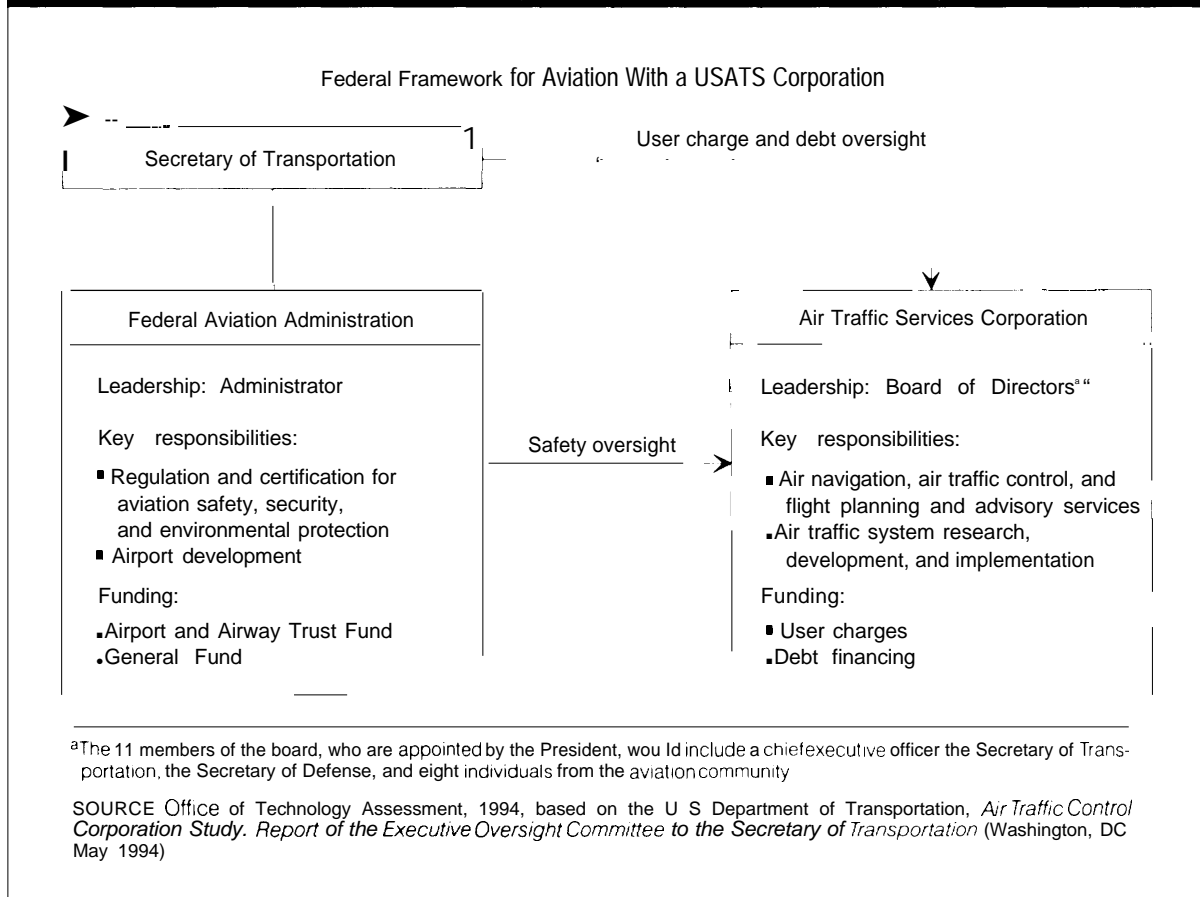 Federal Framework for Aviation With a USATS Corporation
Secretary of Transportation
User charge and debt oversight
Federal Aviation Administration
Leadership: Administrator
Key responsibilities:
▪ Regulation and certification for
aviation safety, security,
and environmental protection
▪ Airport development
Funding:
▪ Airport and Airway Trust Fund
▪ General Fund
Safety oversight
Air Traffic Services Corporation
Leadership: Board of Directorsª“
Key responsibilities:
▪ Air navigation, air traffic control, and
flight planning and advisory services
▪ Air traffic system research,
development, and implementation
Funding:
▪ User charges
▪ Debt financing
ªThe 11 members of the board, who are appointed by the President, wou ld include a chief executive officer the Secretary of Trans-
portation, the Secretary of Defense, and eight individuals from the aviation community
SOURCE Office of Technology Assessment, 1994, based on the U S Department of Transportation, Air Traffic Control
Corporation Study. Report of the Executive Oversight Committee to the Secretary of Transportation (Washington, DC
May 1994)